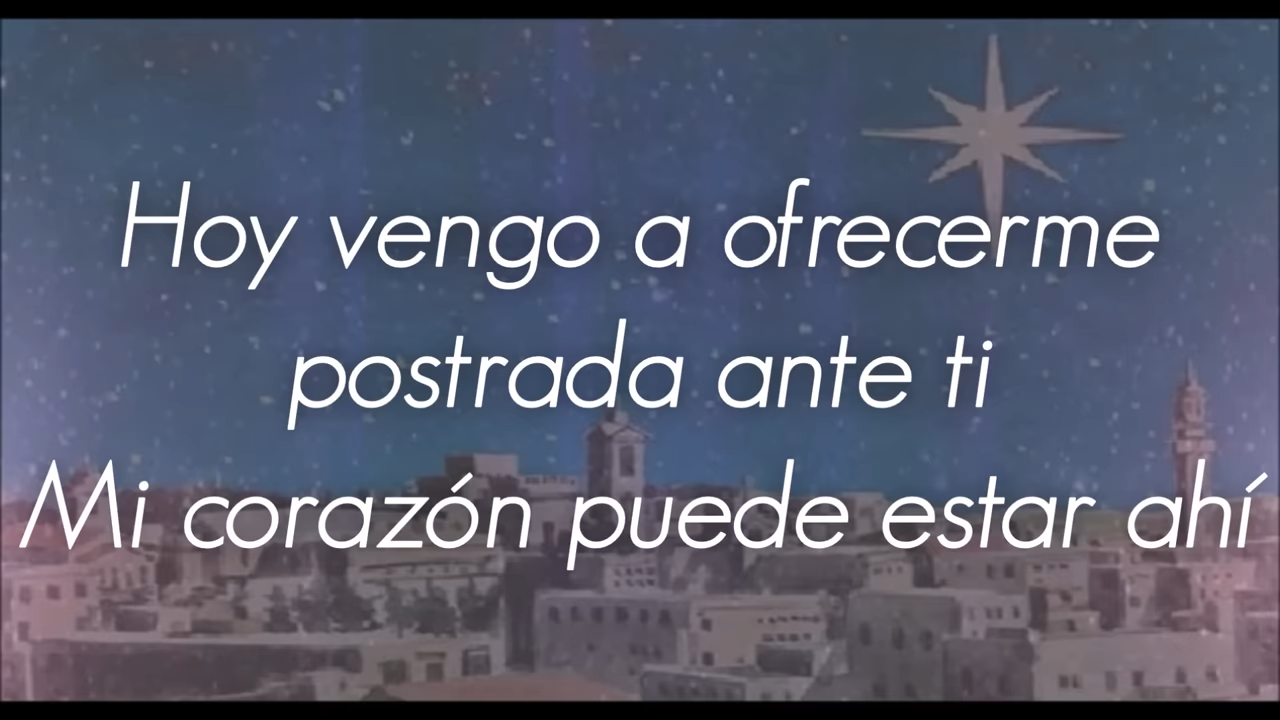 Hoy vengo a ofrecerme
postrada ante ti
Mi corazón puede estar ahí